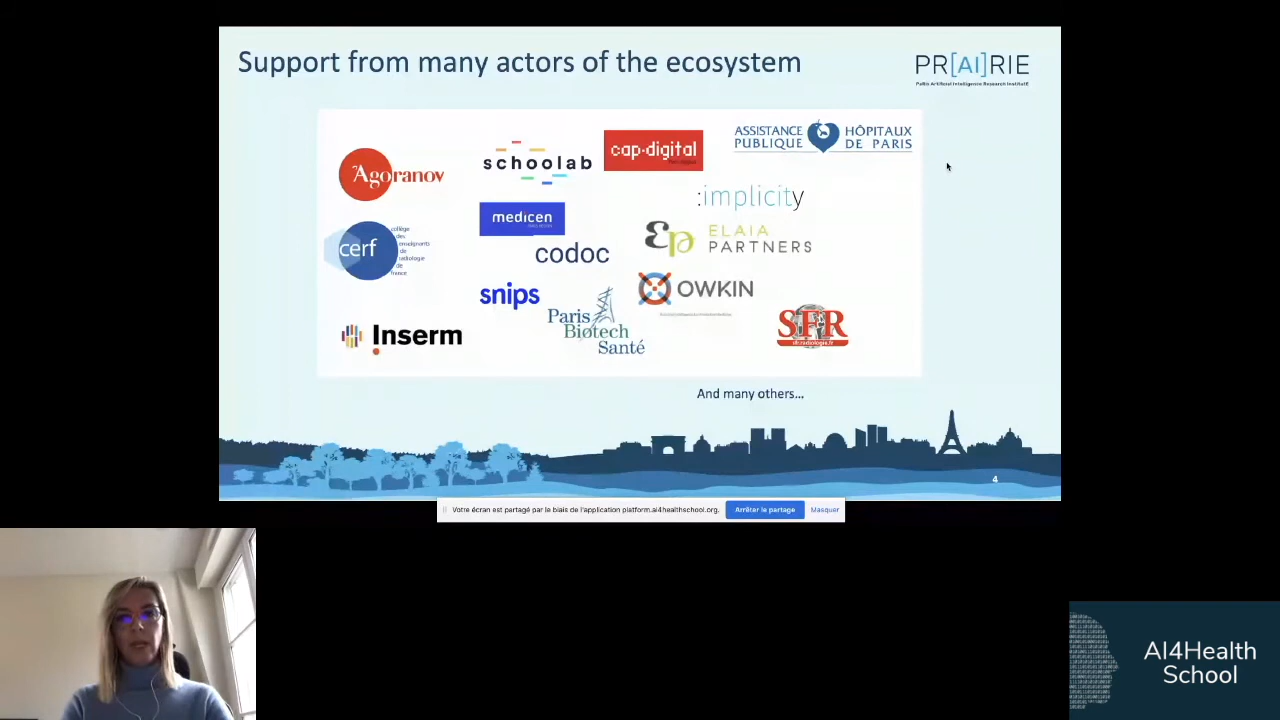 Support from many actors of the ecosystem
PR[AI]RIE
PaRis Artificial Intelligence Research InstitutE
ASSISTANCE PUBLIQUE HÔPITAUX DE PARIS
Agoranov
schoolab
cap·digital
:implicity
medicen
cerf
collège
des
enseignants
de
radiologie
de
france
codoc
ELAIA
PARTNERS
snips
OWKIN
Paris
Biotech
Santé
Inserm
SFR
sfr.radiologie.fr
And many others...
4
Votre écran est partagé par le biais de l'application platform.ai4healthschool.org.
Arrêter le partage
Masquer
AI4Health
School